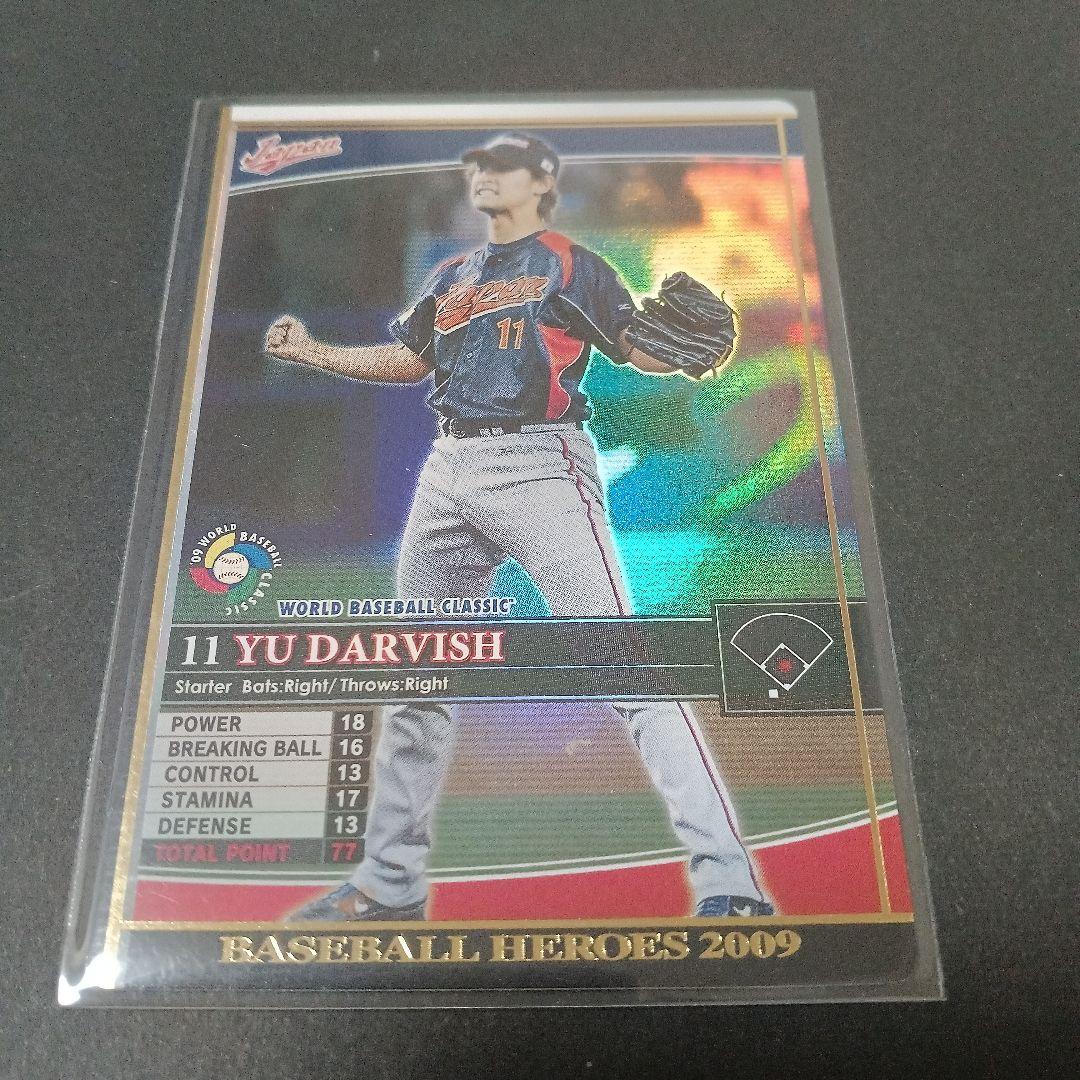 Japan
Japan
11
'09 WORLD BASEBALL CLASSIC
WORLD BASEBALL CLASSIC™
11 YU DARVISH
Starter Bats:Right/Throws:Right
POWER 18
BREAKING BALL 16
CONTROL 13
STAMINA 17
DEFENSE 13
TOTAL POINT 77
BASEBALL HEROES 2009